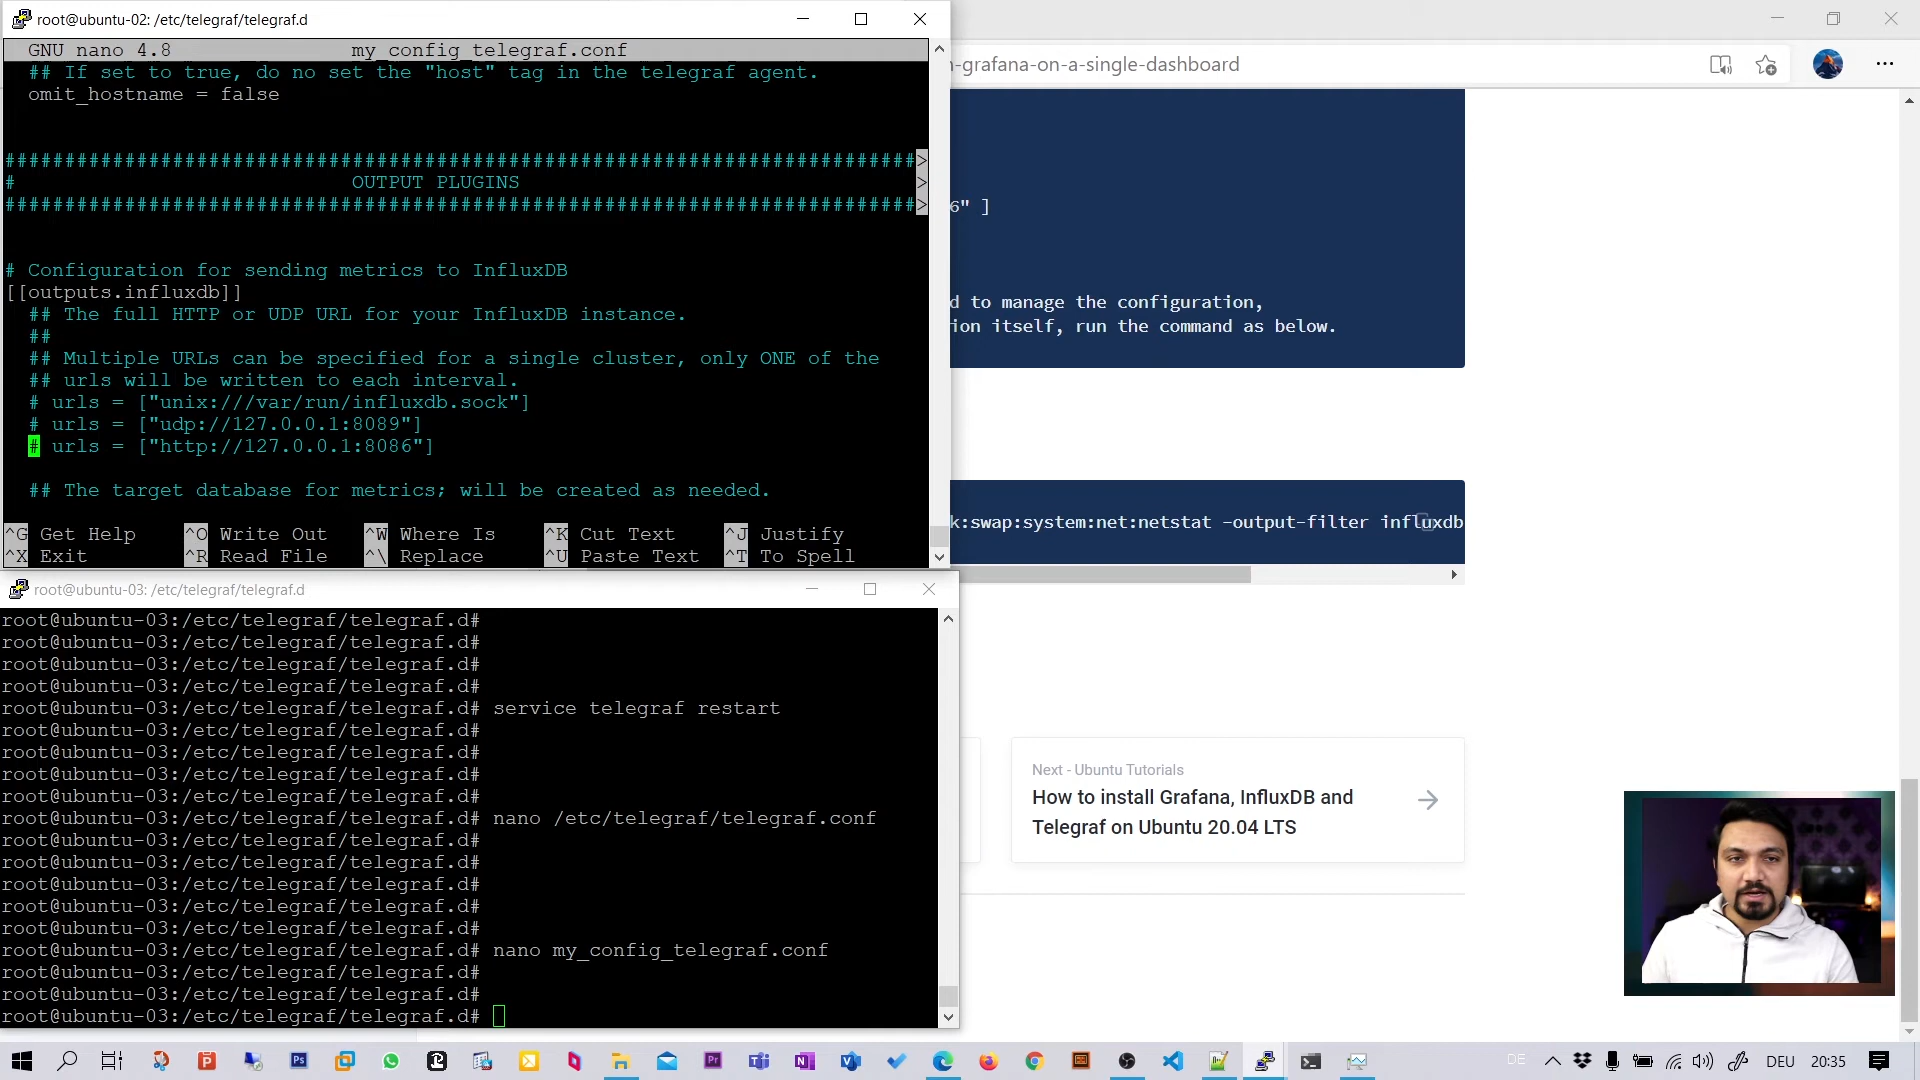 root@ubuntu-02: /etc/telegraf/telegraf.d
GNU nano 4.8 my_config_telegraf.conf
## If set to true, do no set the "host" tag in the telegraf agent.
omit_hostname = false
############################################################################>
# OUTPUT PLUGINS >
############################################################################>
# Configuration for sending metrics to InfluxDB
[[outputs.influxdb]]
## The full HTTP or UDP URL for your InfluxDB instance.
##
## Multiple URLs can be specified for a single cluster, only ONE of the
## urls will be written to each interval.
# urls = ["unix:///var/run/influxdb.sock"]
# urls = ["udp://127.0.0.1:8089"]
# urls = ["http://127.0.0.1:8086"]
## The target database for metrics; will be created as needed.
^G Get Help ^O Write Out ^W Where Is ^K Cut Text ^J Justify
^X Exit ^R Read File ^\ Replace ^U Paste Text ^T To Spell
root@ubuntu-03: /etc/telegraf/telegraf.d
root@ubuntu-03:/etc/telegraf/telegraf.d#
root@ubuntu-03:/etc/telegraf/telegraf.d#
root@ubuntu-03:/etc/telegraf/telegraf.d#
root@ubuntu-03:/etc/telegraf/telegraf.d#
root@ubuntu-03:/etc/telegraf/telegraf.d# service telegraf restart
root@ubuntu-03:/etc/telegraf/telegraf.d#
root@ubuntu-03:/etc/telegraf/telegraf.d#
root@ubuntu-03:/etc/telegraf/telegraf.d#
root@ubuntu-03:/etc/telegraf/telegraf.d#
root@ubuntu-03:/etc/telegraf/telegraf.d# nano /etc/telegraf/telegraf.conf
root@ubuntu-03:/etc/telegraf/telegraf.d#
root@ubuntu-03:/etc/telegraf/telegraf.d#
root@ubuntu-03:/etc/telegraf/telegraf.d#
root@ubuntu-03:/etc/telegraf/telegraf.d#
root@ubuntu-03:/etc/telegraf/telegraf.d#
root@ubuntu-03:/etc/telegraf/telegraf.d# nano my_config_telegraf.conf
root@ubuntu-03:/etc/telegraf/telegraf.d#
root@ubuntu-03:/etc/telegraf/telegraf.d#
root@ubuntu-03:/etc/telegraf/telegraf.d#
-grafana-on-a-single-dashboard
6" ]
d to manage the configuration,
ion itself, run the command as below.
k:swap:system:net:netstat -output-filter influxdb
Next - Ubuntu Tutorials
How to install Grafana, InfluxDB and
Telegraf on Ubuntu 20.04 LTS
DE
DEU
20:35